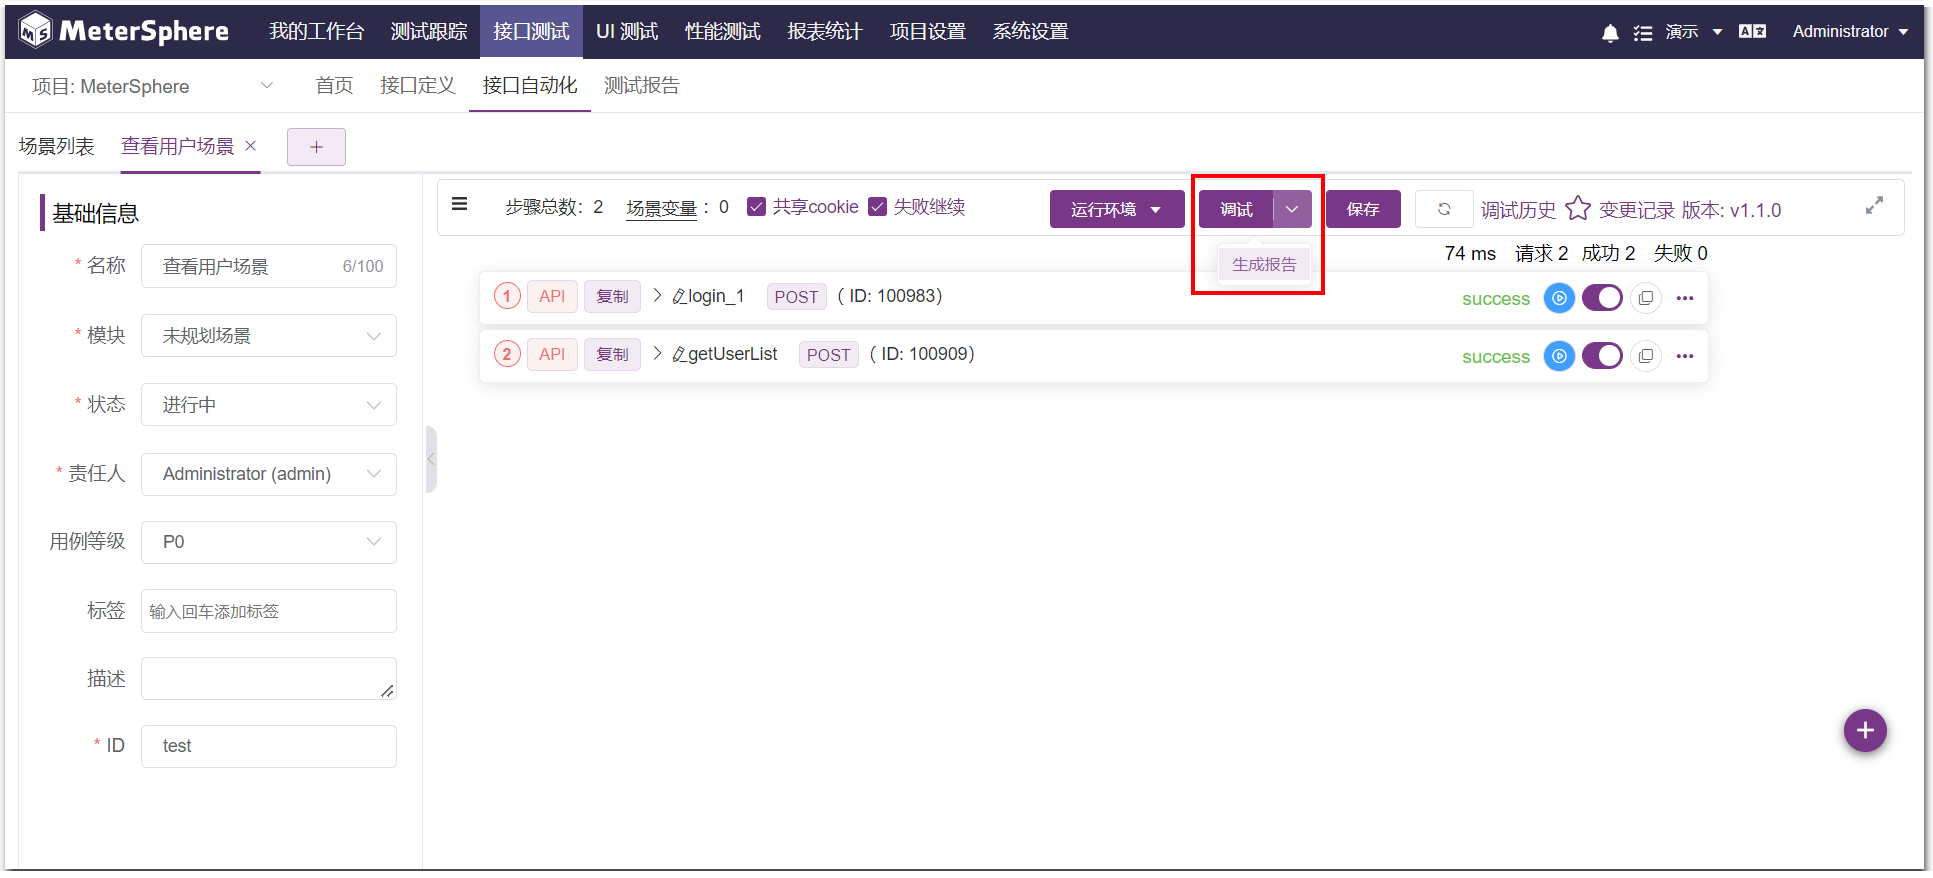 MeterSphere 我的工作台 测试跟踪 接口测试 UI 测试 性能测试 报表统计 项目设置 系统设置 演示 Administrator
项目: MeterSphere 首页 接口定义 接口自动化 测试报告
场景列表 查看用户场景 × +
基础信息
* 名称 查看用户场景 6/100
* 模块 未规划场景
* 状态 进行中
* 责任人 Administrator (admin)
用例等级 P0
标签 输入回车添加标签
描述
* ID test
步骤总数: 2 场景变量 : 0 共享cookie 失败继续 运行环境 调试 保存 调试历史 变更记录 版本: v1.1.0
生成报告
74 ms 请求 2 成功 2 失败 0
1 API 复制 login_1 POST ( ID: 100983) success
2 API 复制 getUserList POST ( ID: 100909) success